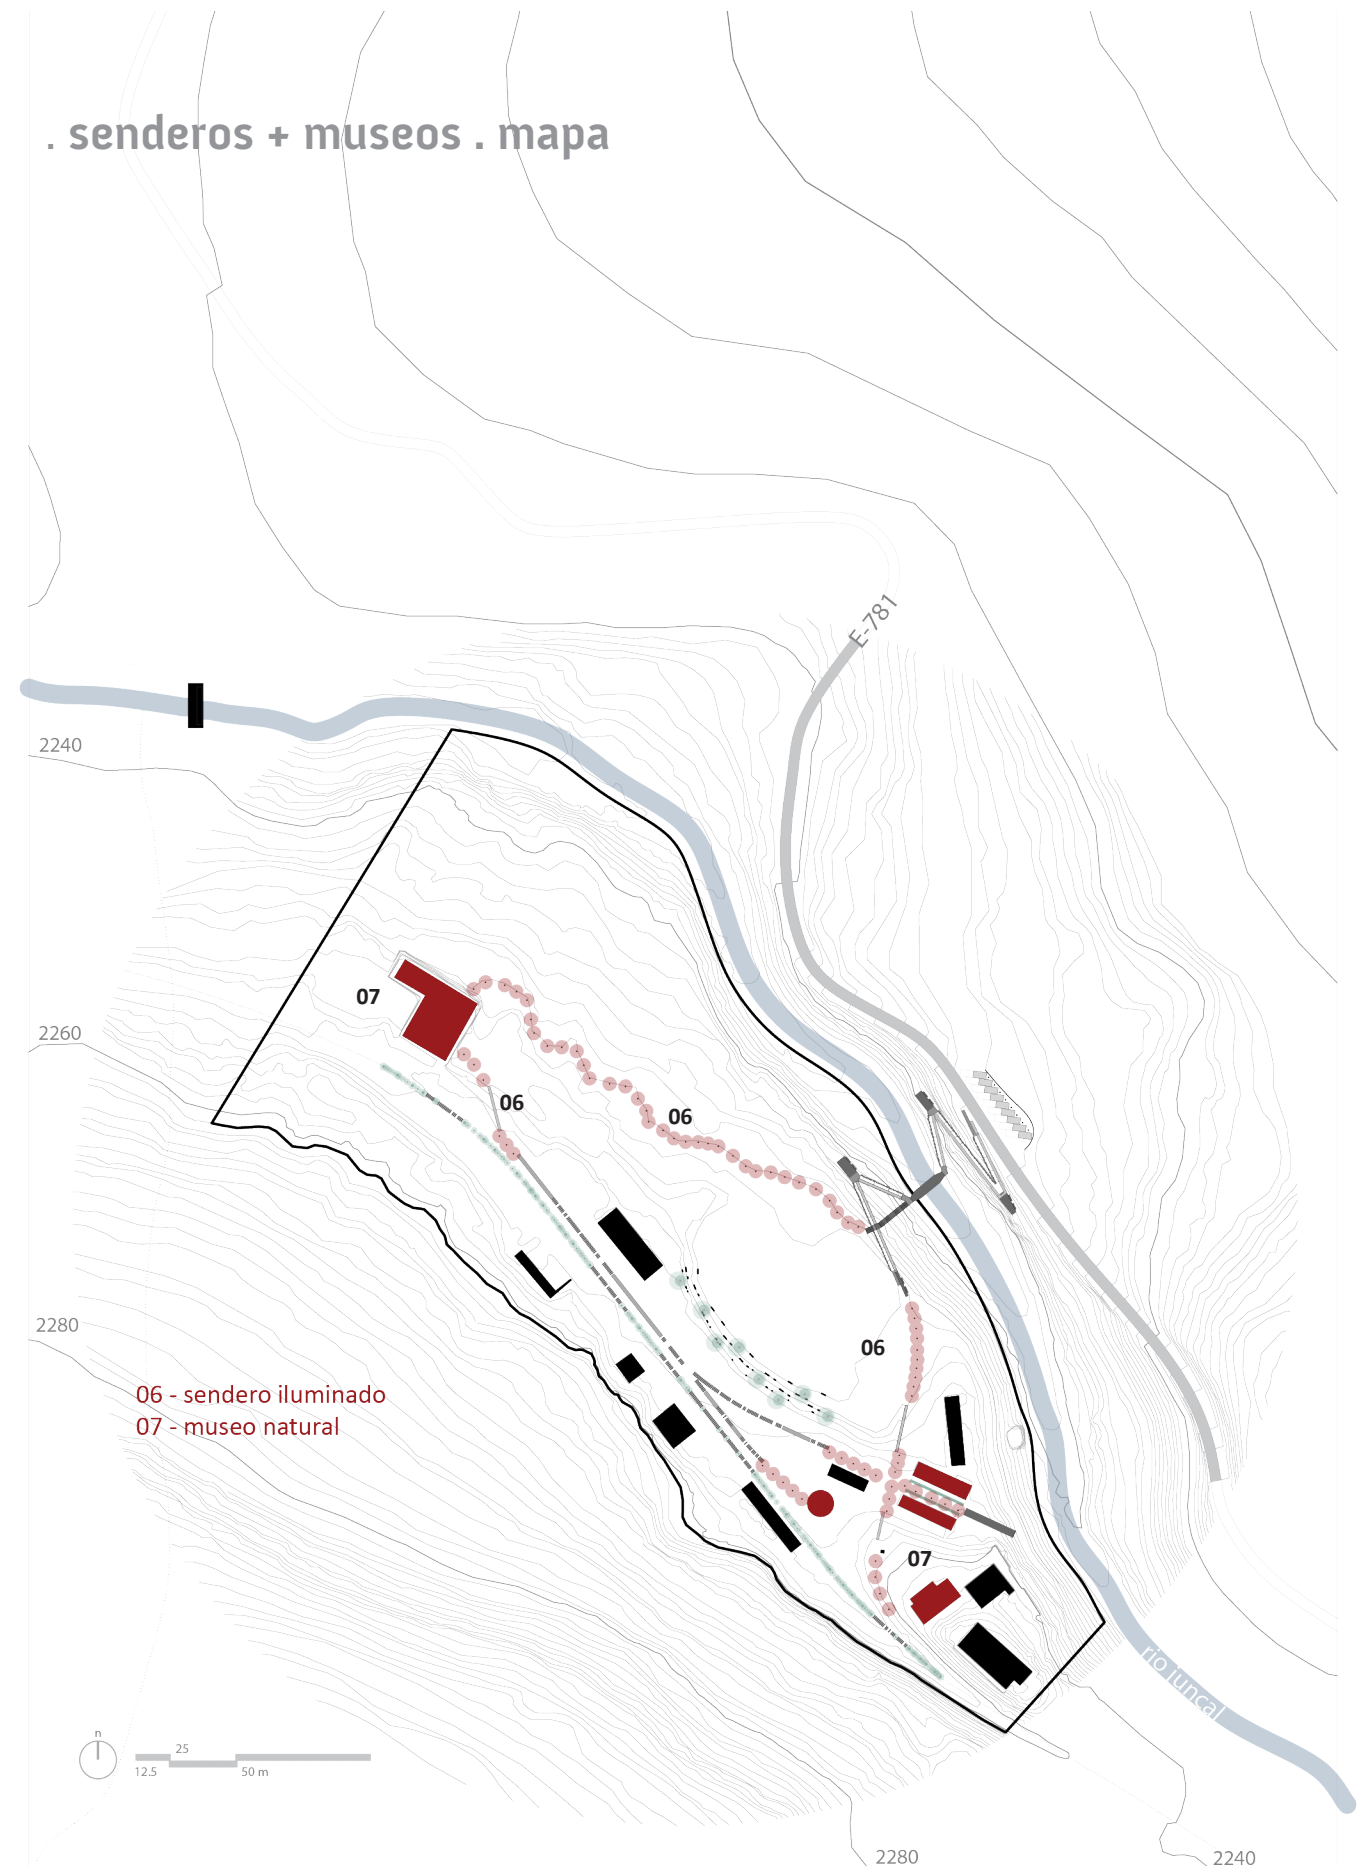 . senderos + museos . mapa
E-781
2240
07
2260
06
06
2280
06
06 - sendero iluminado
07 - museo natural
07
rio juncal
n
25
12.5
50 m
2280
2240